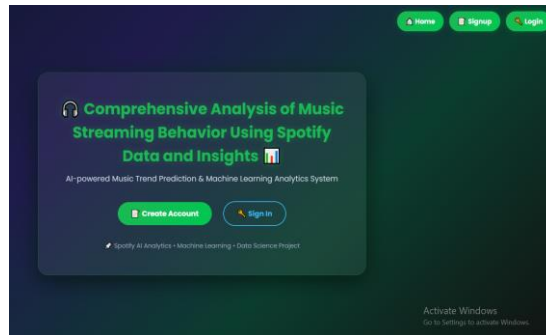 🏠 Home 📋 Signup 🔑 Login
🎧 Comprehensive Analysis of Music
Streaming Behavior Using Spotify
Data and Insights 📊
AI-powered Music Trend Prediction & Machine Learning Analytics System
📋 Create Account 🔑 Sign In
🚀 Spotify AI Analytics • Machine Learning • Data Science Project
Activate Windows
Go to Settings to activate Windows.